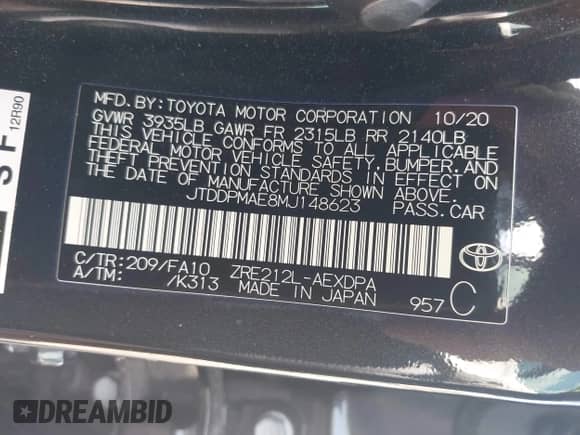 S F
12R90
MFD. BY: TOYOTA MOTOR CORPORATION 10/20
GVWR 3935LB GAWR FR 2315LB RR 2140LB
THIS VEHICLE CONFORMS TO ALL APPLICABLE
FEDERAL MOTOR VEHICLE SAFETY, BUMPER, AND
THEFT PREVENTION STANDARDS IN EFFECT ON
THE DATE OF MANUFACTURE SHOWN ABOVE.
JTDDPMAE8MJ148623 PASS. CAR
C/TR: 209/FA10 ZRE212L-AEXDPA
A/TM: /K313 MADE IN JAPAN 957 C
DREAMBID